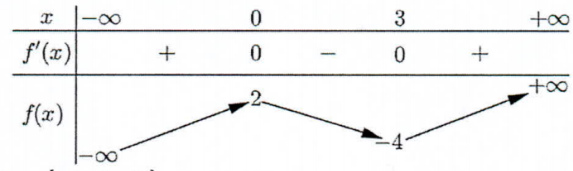 x −∞ 0 3 +∞
f′(x) + 0 − 0 +
+∞
2
f(x)
−4
−∞